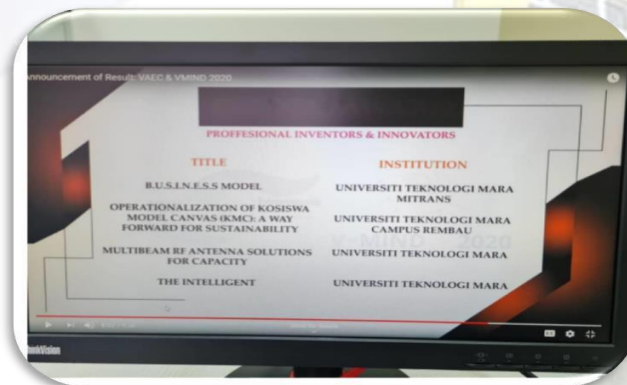 Announcement of Result: VAEC & VMIND 2020
PROFFESIONAL INVENTORS & INNOVATORS
TITLE
INSTITUTION
B.U.S.I.N.E.S.S MODEL
UNIVERSITI TEKNOLOGI MARA
MITRANS
OPERATIONALIZATION OF KOSISWA
MODEL CANVAS (KMC): A WAY
FORWARD FOR SUSTAINABILITY
UNIVERSITI TEKNOLOGI MARA
CAMPUS REMBAU
V-MIND 2020
MULTIBEAM RF ANTENNA SOLUTIONS
FOR CAPACITY
UNIVERSITI TEKNOLOGI MARA
THE INTELLIGENT
UNIVERSITI TEKNOLOGI MARA